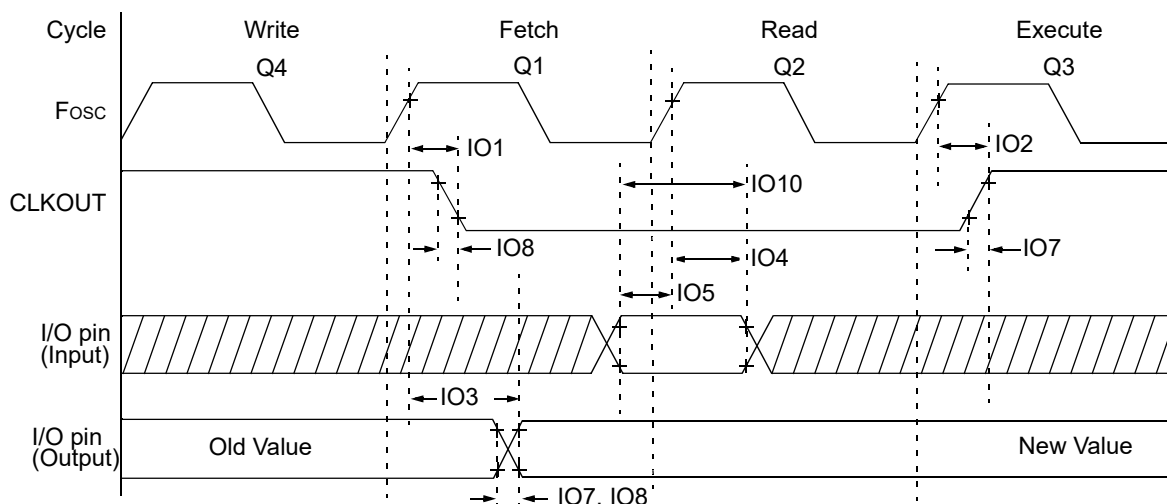 Cycle Write Fetch Read Execute
Q4 Q1 Q2 Q3
FOSC
IO1 IO2
IO10
CLKOUT
IO8 IO4 IO7
IO5
I/O pin
(Input)
IO3
I/O pin
(Output)
Old Value New Value
IO7, IO8